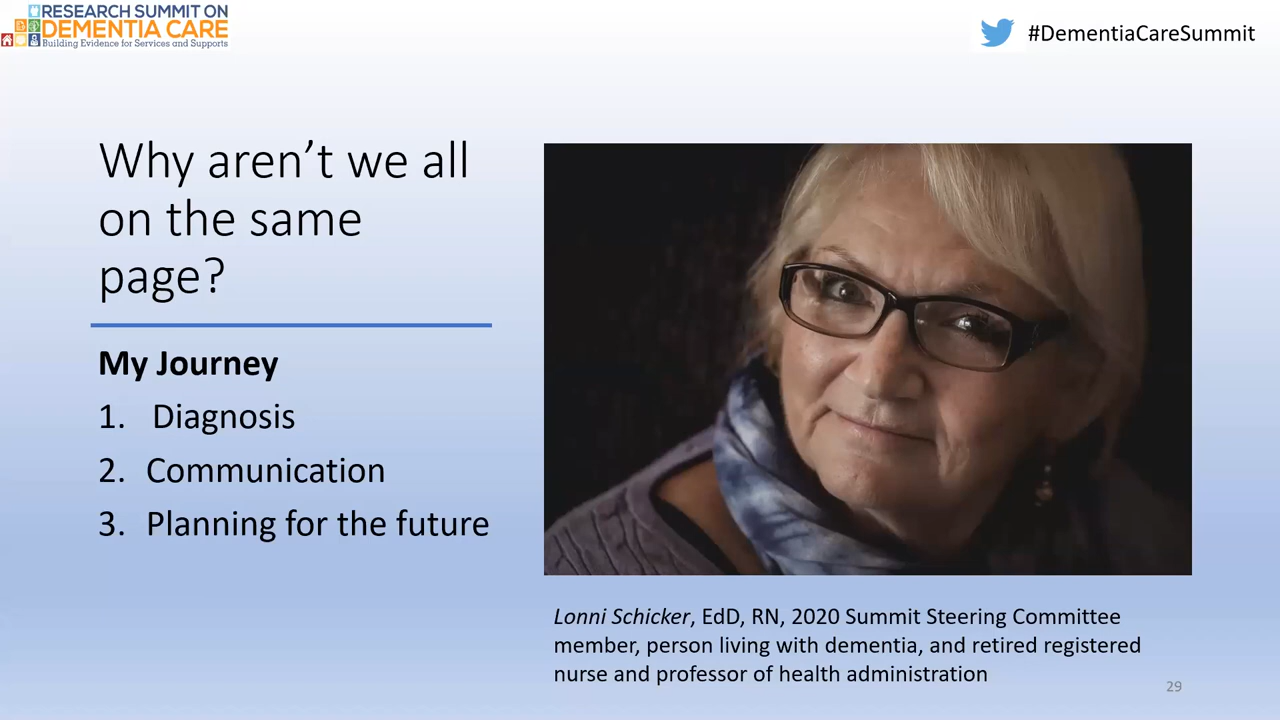 RESEARCH SUMMIT ON
DEMENTIA CARE
Building Evidence for Services and Supports
#DementiaCareSummit
Why aren’t we all
on the same
page?
My Journey
1. Diagnosis
2. Communication
3. Planning for the future
Lonni Schicker, EdD, RN, 2020 Summit Steering Committee
member, person living with dementia, and retired registered
nurse and professor of health administration
29